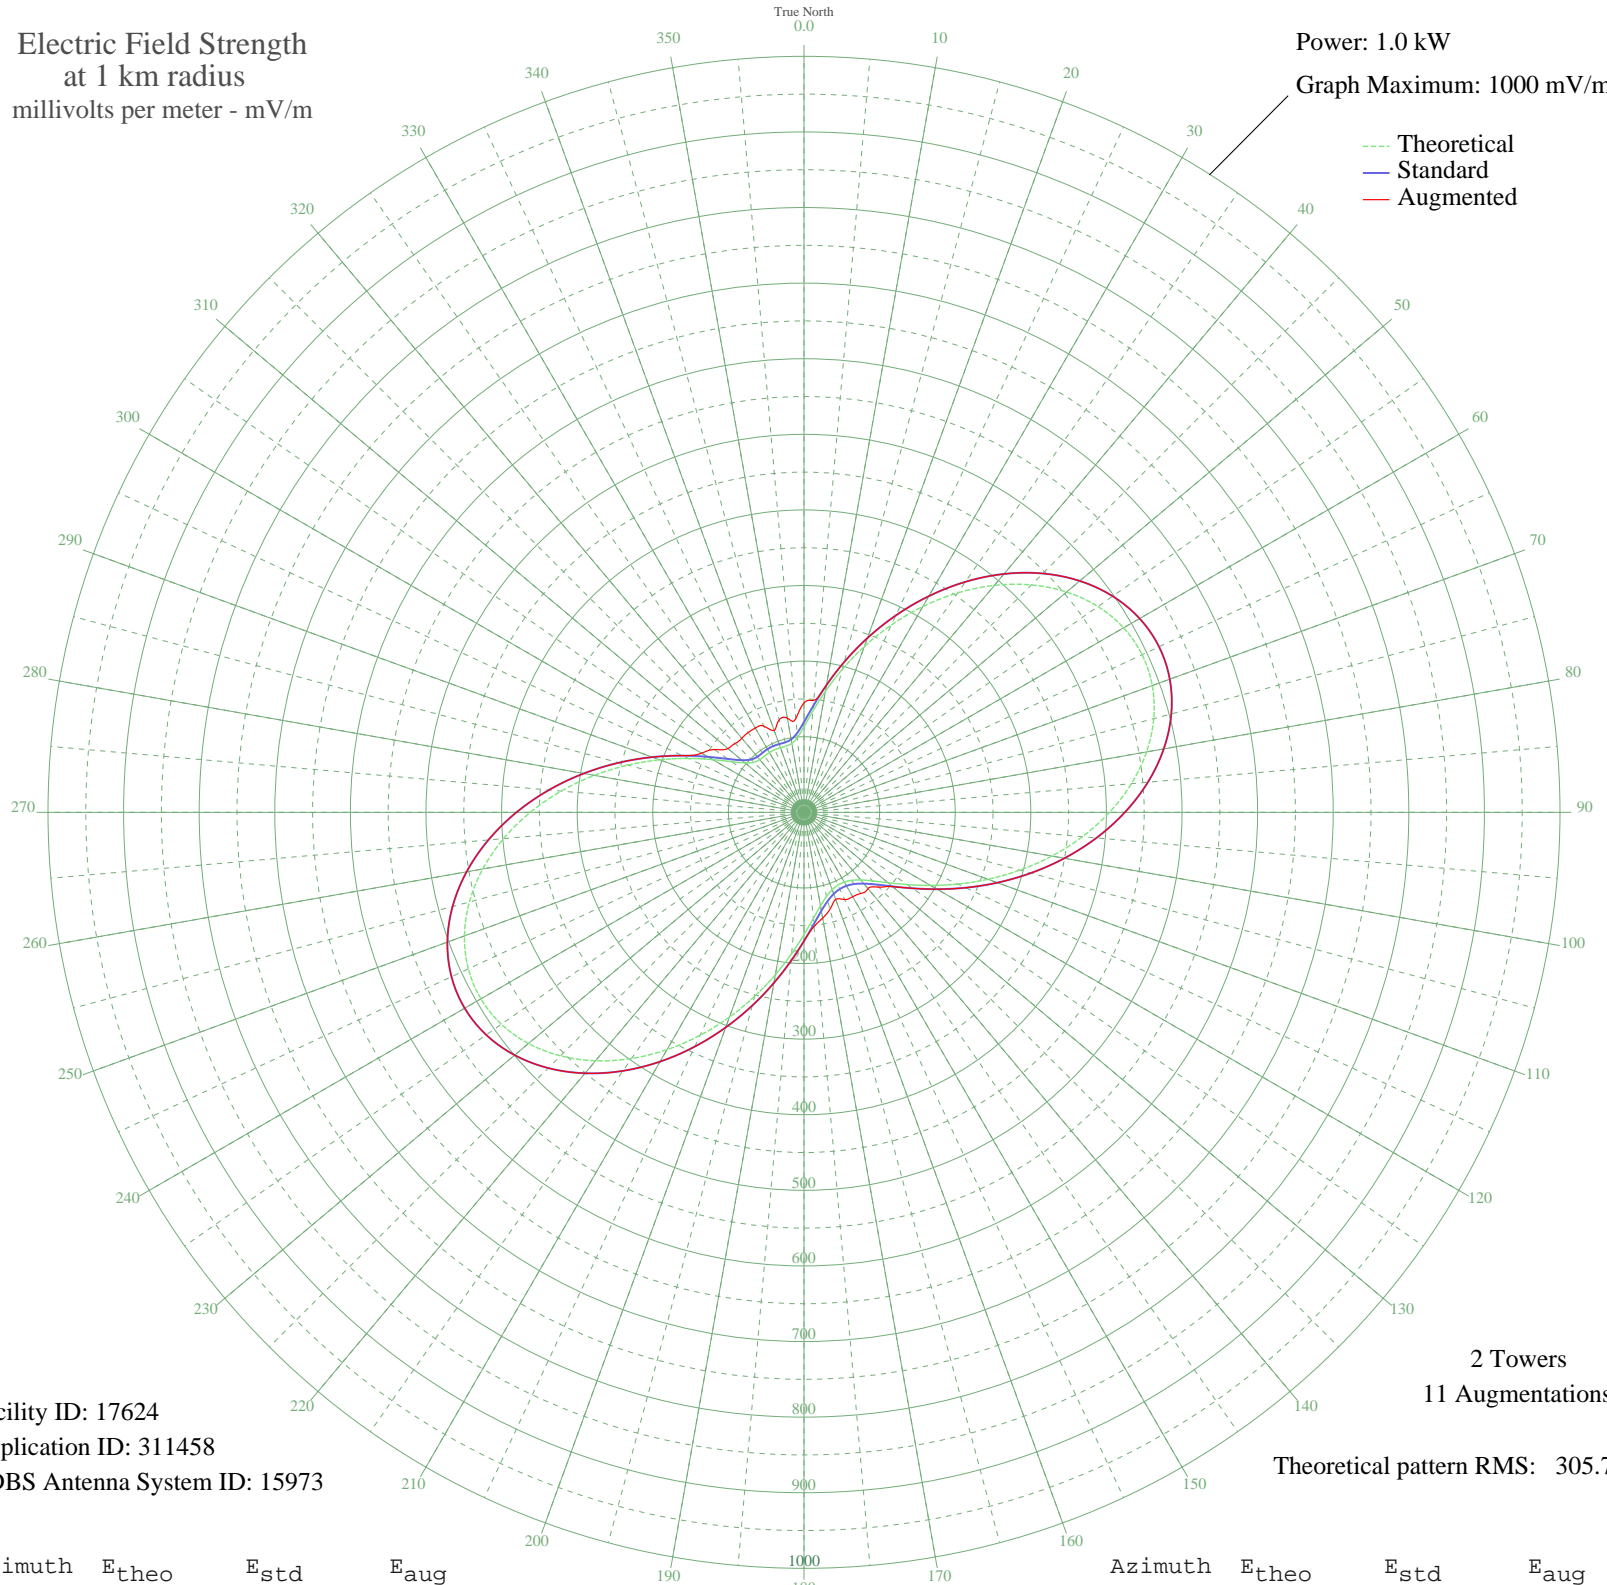 True North
0.0
Electric Field Strength
at 1 km radius
millivolts per meter - mV/m
Power: 1.0 kW
Graph Maximum: 1000 mV/m
Theoretical
Standard
Augmented
10
20
30
40
50
60
70
80
90
100
110
120
130
140
150
160
170
190
200
210
220
230
240
250
260
270
280
290
300
310
320
330
340
350
200
300
400
500
600
700
800
900
1000
2 Towers
11 Augmentations
Theoretical pattern RMS: 305.7
cility ID: 17624
plication ID: 311458
DBS Antenna System ID: 15973
imuth Etheo Estd Eaug
Azimuth Etheo Estd Eaug